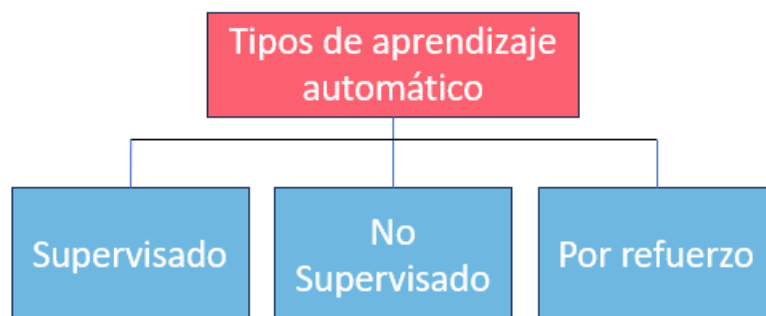 Tipos de aprendizaje
automático
Supervisado
No
Supervisado
Por refuerzo